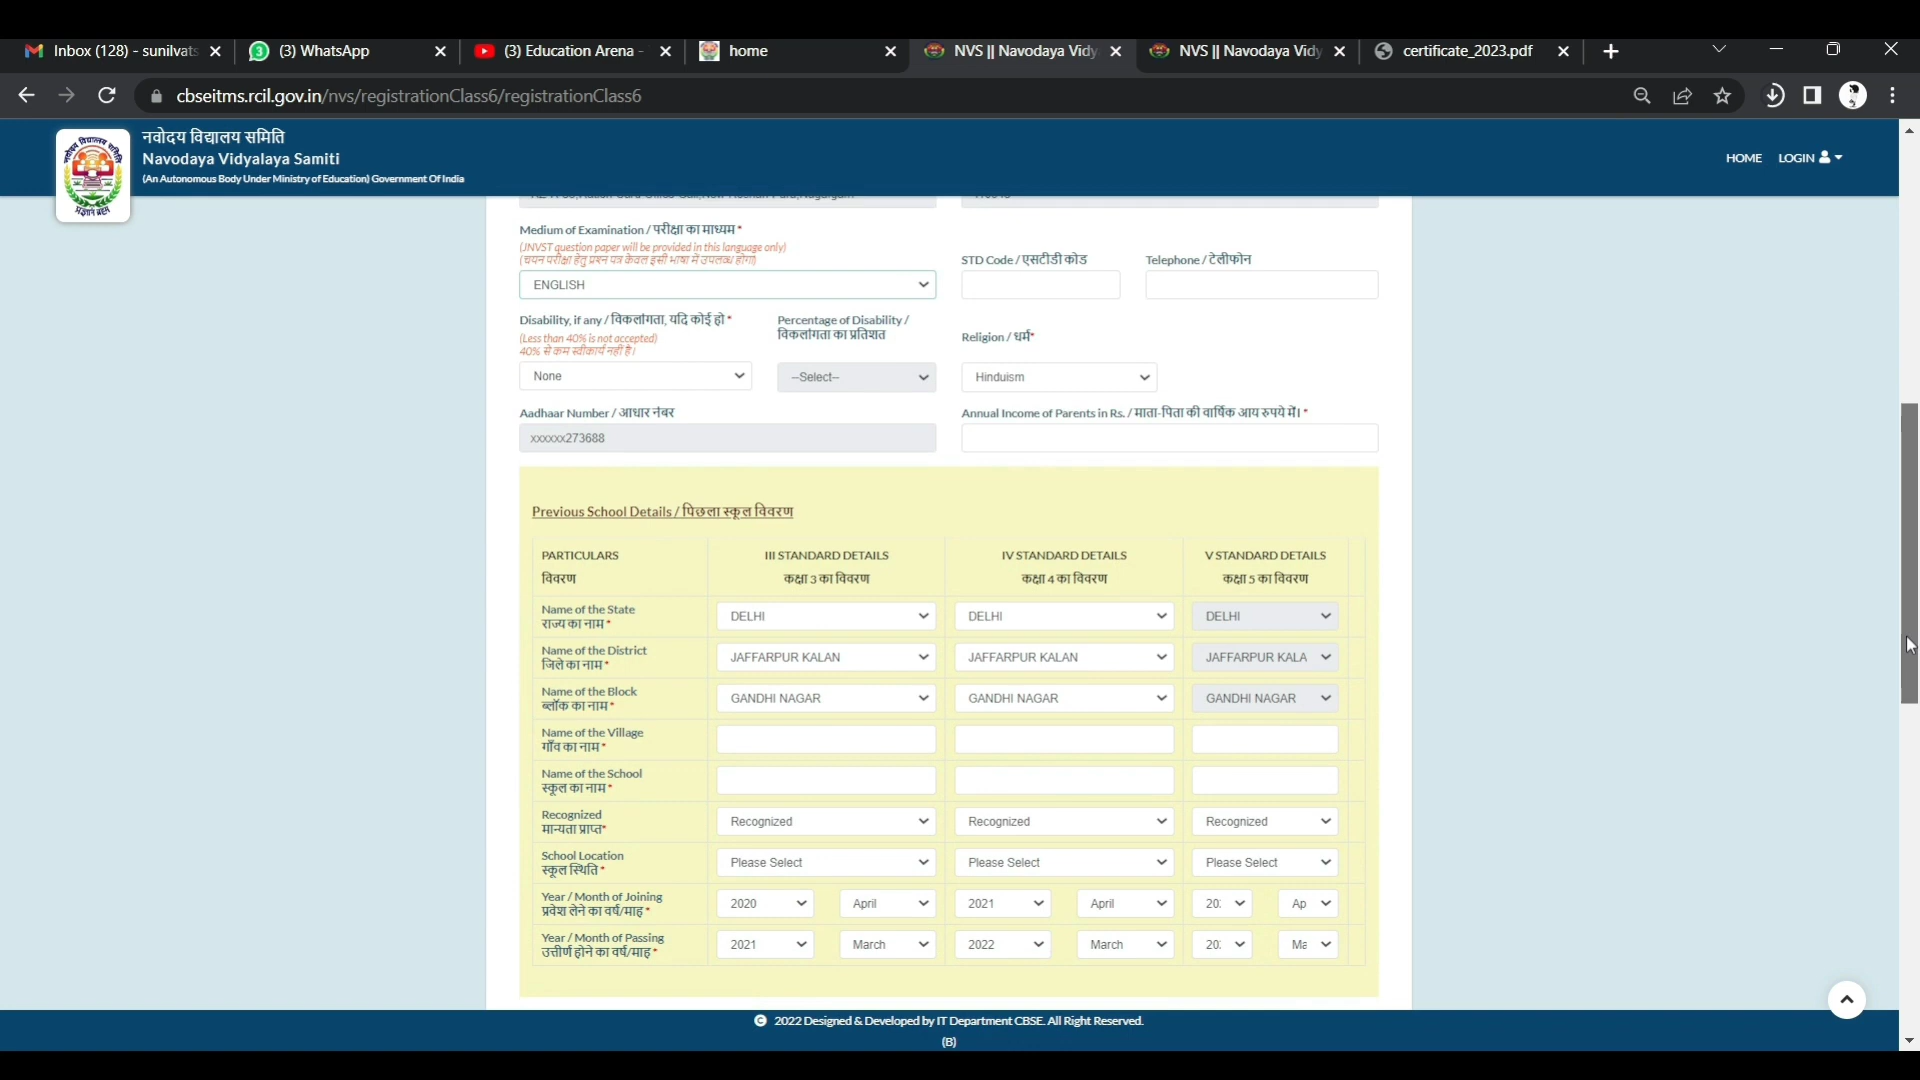 Inbox (128) - sunilvats
(3) WhatsApp
(3) Education Arena -
home
NVS || Navodaya Vidy
NVS || Navodaya Vidy
certificate_2023.pdf
cbseitms.rcil.gov.in/nvs/registrationClass6/registrationClass6
नवोदय विद्यालय समिति
Navodaya Vidyalaya Samiti
(An Autonomous Body Under Ministry of Education) Government Of India
HOME LOGIN
Medium of Examination / परीक्षा का माध्यम *
(JNVST question paper will be provided in this language only)
(चयन परीक्षा हेतु प्रश्न पत्र केवल इसी भाषा में उपलब्ध होगा)
STD Code / एसटीडी कोड Telephone / टेलीफोन
ENGLISH
Disability, if any / विकलांगता, यदि कोई हो *
(Less than 40% is not accepted)
40% से कम स्वीकार्य नहीं है।
Percentage of Disability /
विकलांगता का प्रतिशत
Religion / धर्म*
None --Select-- Hinduism
Aadhaar Number / आधार नंबर Annual Income of Parents in Rs. / माता-पिता की वार्षिक आय रुपये में। *
xxxxxx273688
Previous School Details / पिछला स्कूल विवरण
PARTICULARS III STANDARD DETAILS IV STANDARD DETAILS V STANDARD DETAILS
विवरण कक्षा 3 का विवरण कक्षा 4 का विवरण कक्षा 5 का विवरण
Name of the State
राज्य का नाम *
DELHI DELHI DELHI
Name of the District
जिले का नाम *
JAFFARPUR KALAN JAFFARPUR KALAN JAFFARPUR KALA
Name of the Block
ब्लॉक का नाम *
GANDHI NAGAR GANDHI NAGAR GANDHI NAGAR
Name of the Village
गाँव का नाम *
Name of the School
स्कूल का नाम *
Recognized
मान्यता प्राप्त*
Recognized Recognized Recognized
School Location
स्कूल स्थिति *
Please Select Please Select Please Select
Year / Month of Joining
प्रवेश लेने का वर्ष/माह *
2020 April 2021 April 20 Ap
Year / Month of Passing
उत्तीर्ण होने का वर्ष/माह *
2021 March 2022 March 20 Ma
© 2022 Designed & Developed by IT Department CBSE. All Right Reserved.
(B)